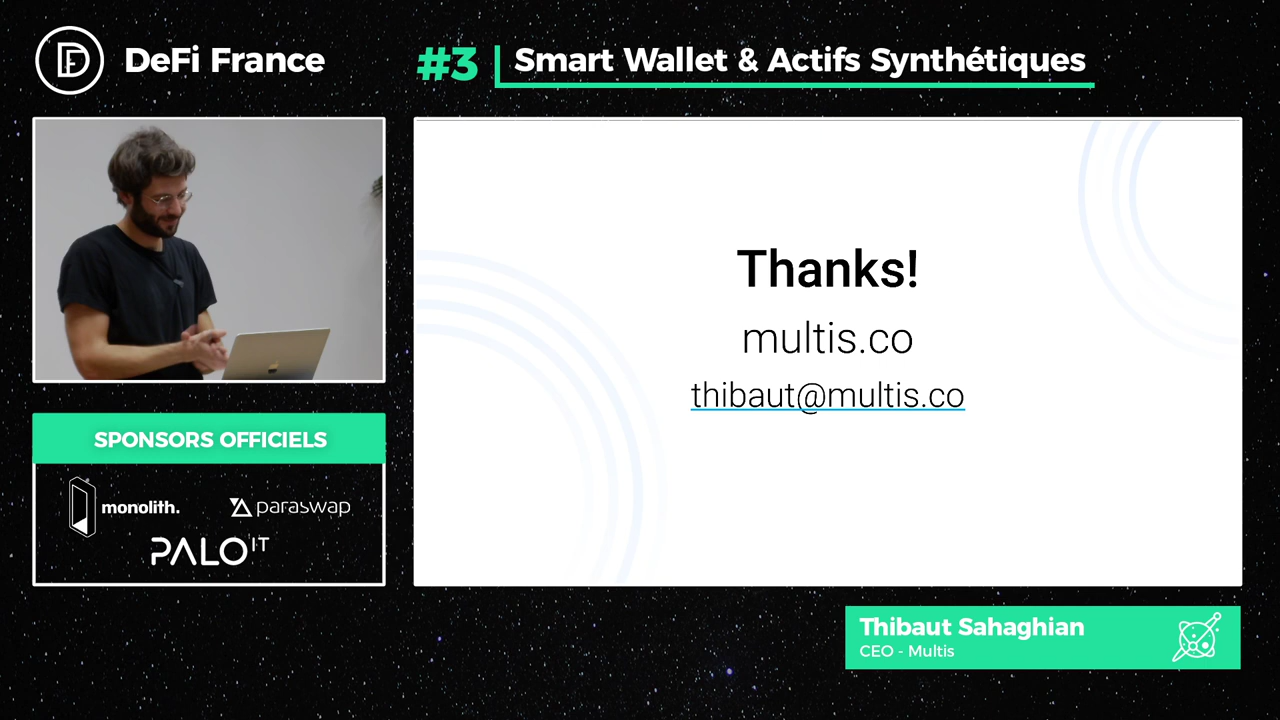 DeFi France
#3
Smart Wallet & Actifs Synthétiques
Thanks!
multis.co
thibaut@multis.co
SPONSORS OFFICIELS
monolith.
paraswap
PALO IT
Thibaut Sahaghian
CEO - Multis